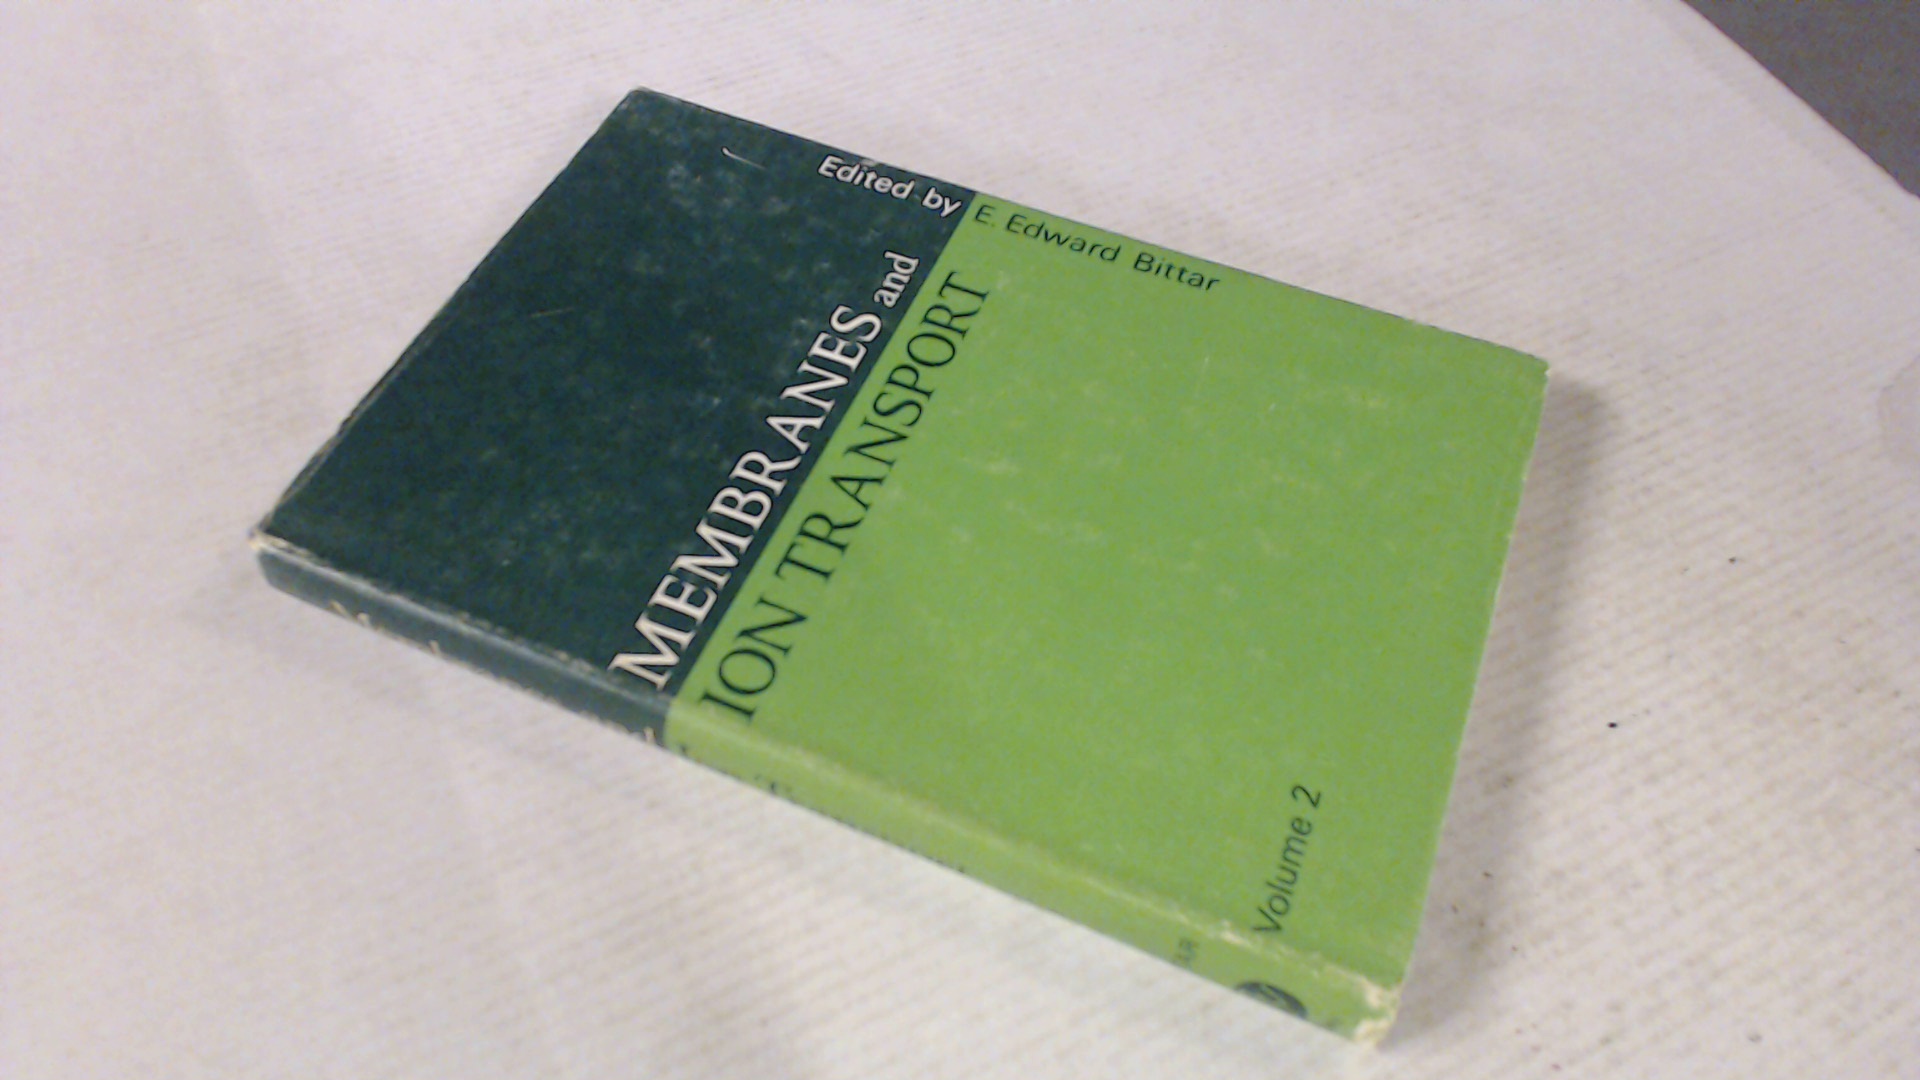 Edited by E. Edward Bittar
MEMBRANES and
ION TRANSPORT
Volume 2